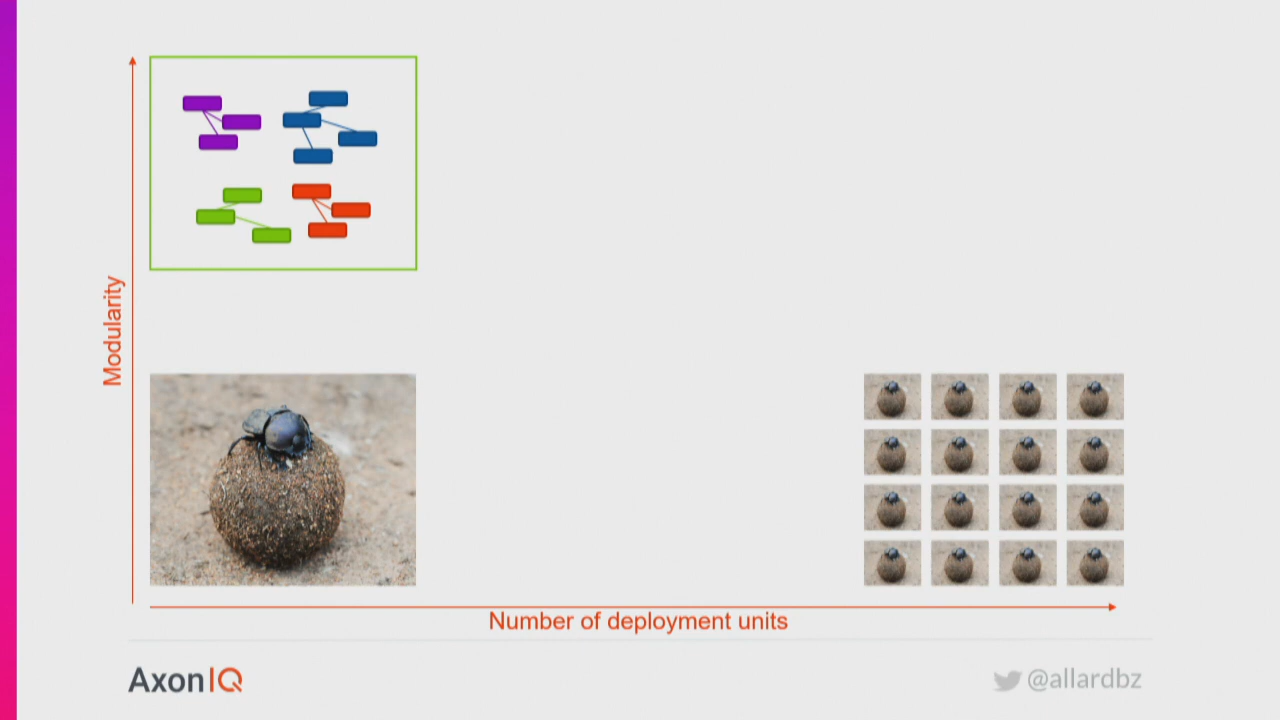 Modularity
Number of deployment units
AxonIQ
@allardbz